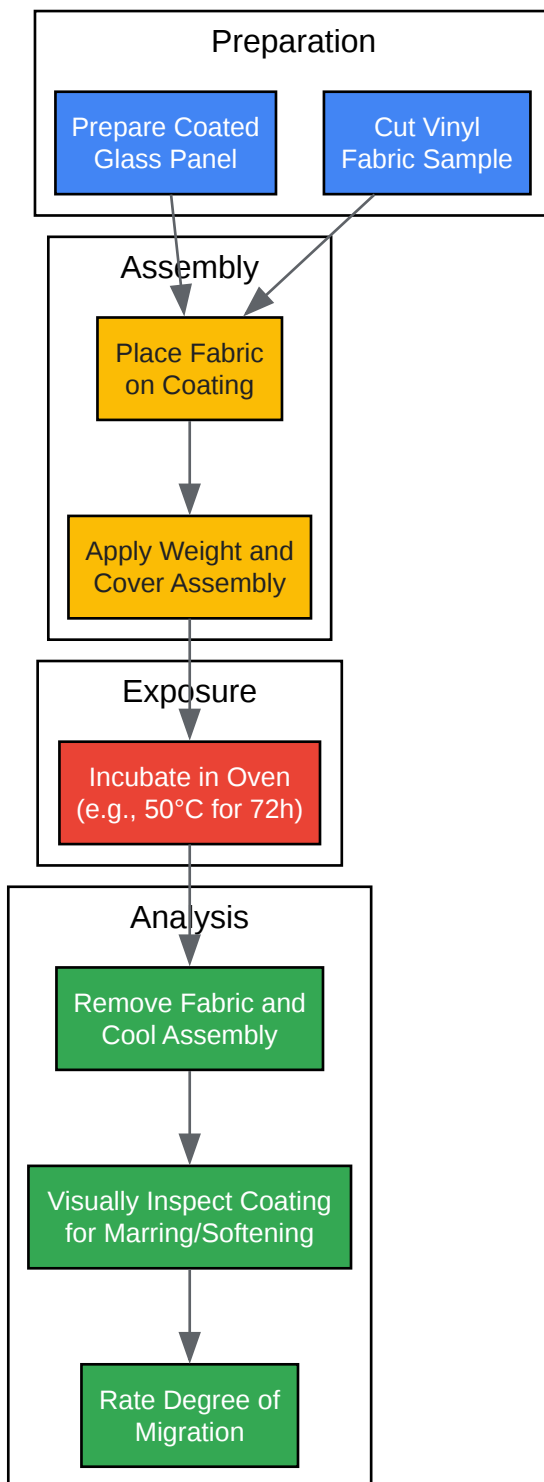 Preparation
Prepare Coated
Glass Panel
Cut Vinyl
Fabric Sample
Assembly
Place Fabric
on Coating
Apply Weight and
Cover Assembly
Exposure
Incubate in Oven
(e.g., 50°C for 72h)
Analysis
Remove Fabric and
Cool Assembly
Visually Inspect Coating
for Marring/Softening
Rate Degree of
Migration